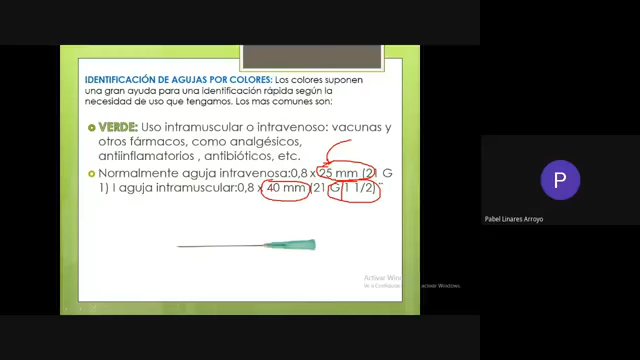 IDENTIFICACIÓN DE AGUJAS POR COLORES: Los colores suponen
una gran ayuda para una identificación rápida según la
necesidad de uso que tengamos. Los más comunes son:
VERDE: Uso intramuscular o intravenoso: vacunas y
otros fármacos, como analgésicos,
antiinflamatorios , antibióticos, etc.
Normalmente aguja intravenosa:0,8 x 25 mm (21 G
1) I aguja intramuscular:0,8 x 40 mm (21 G 1 1/2) ¨
Activar Win
activar Windows.
P
Pabel Linares Arroyo